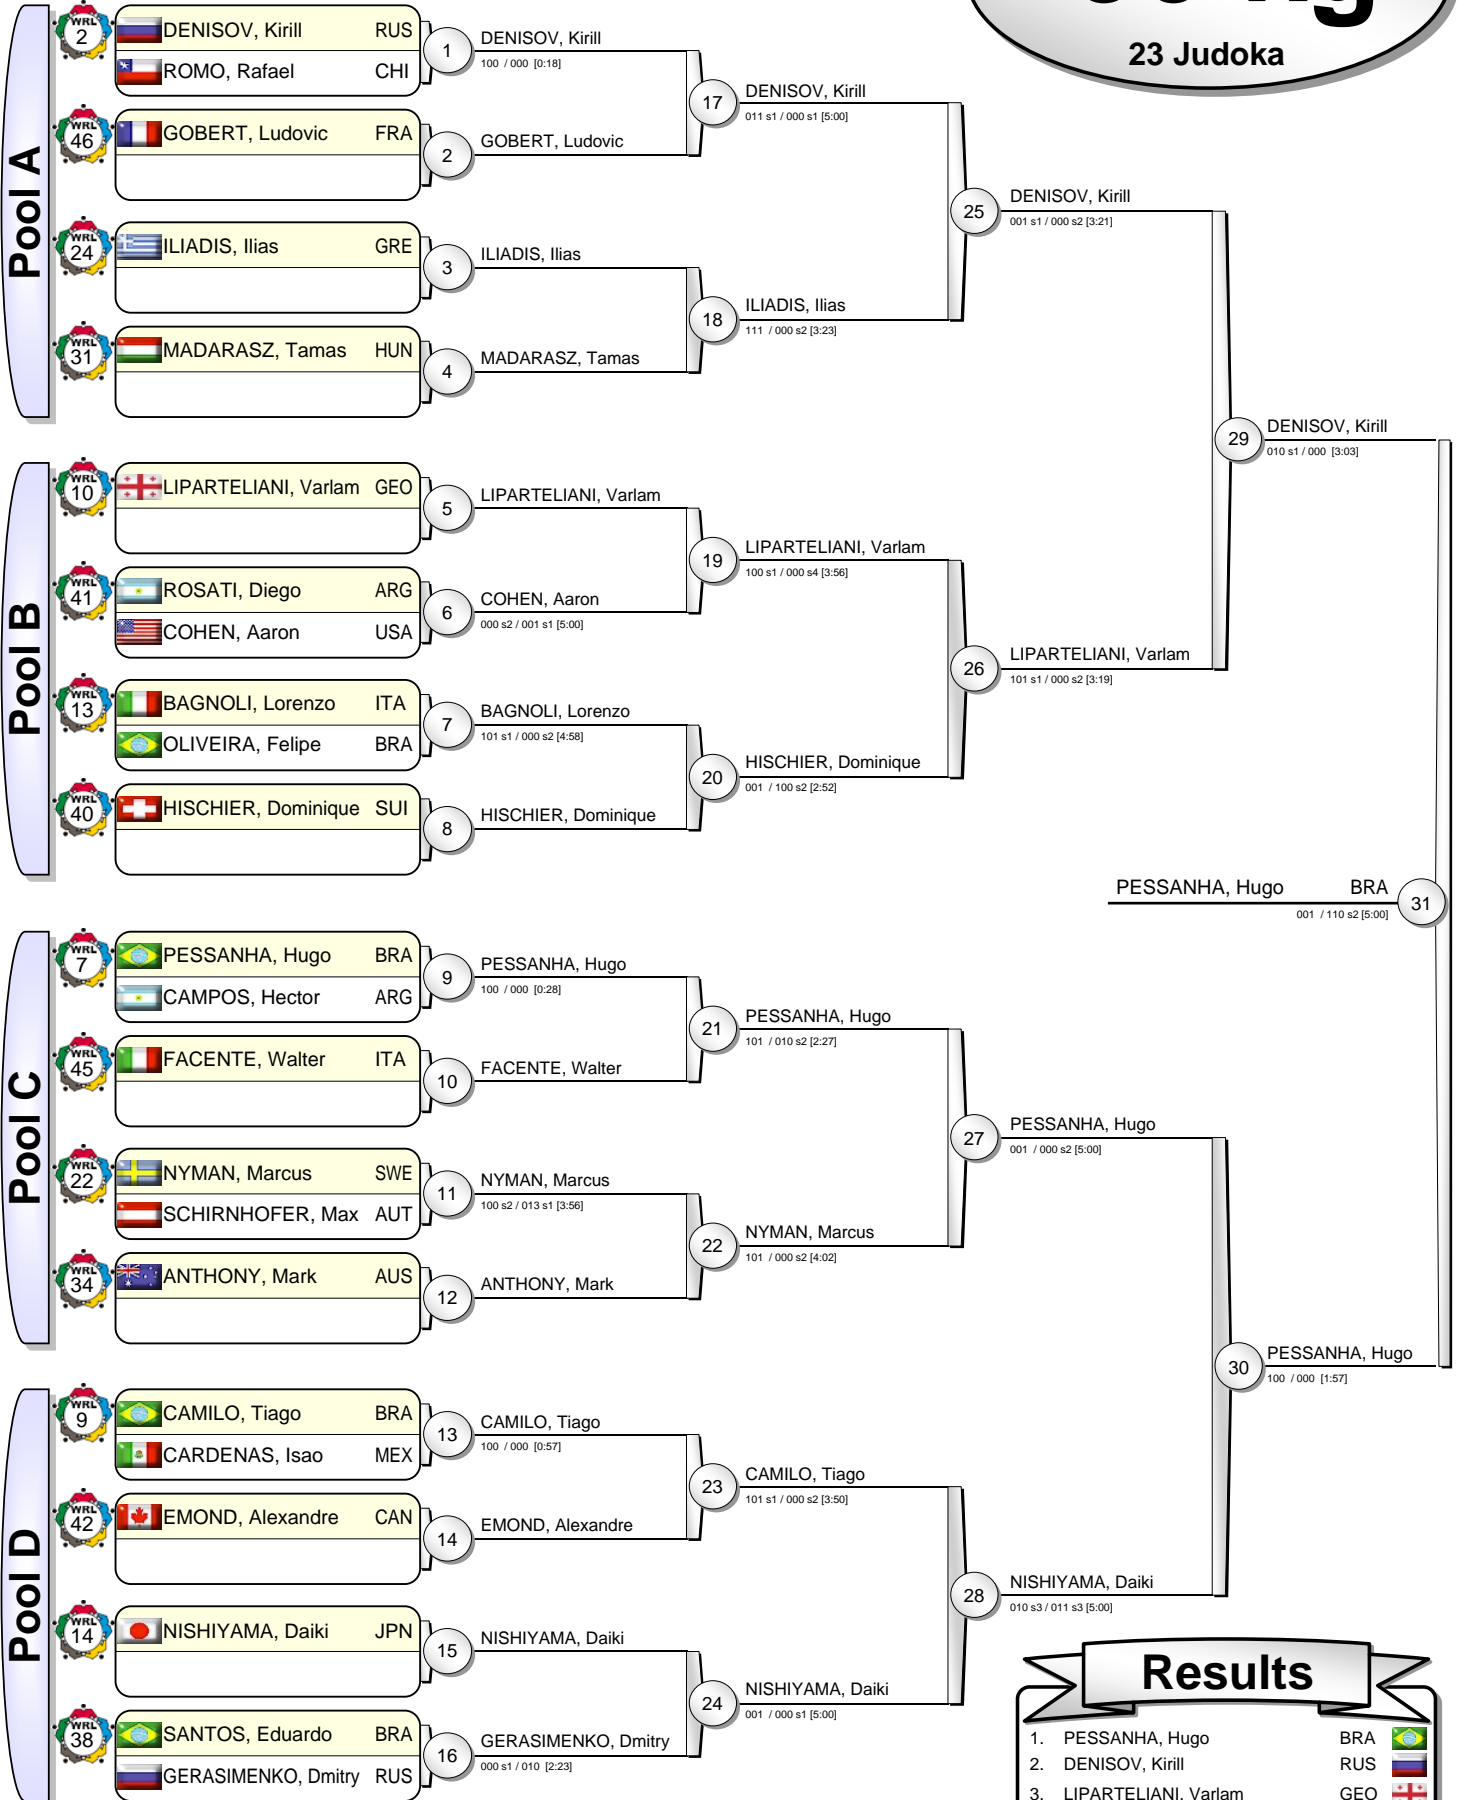 23 Judoka
Pool A
WRL 2
DENISOV, Kirill RUS
ROMO, Rafael CHI
WRL 46
GOBERT, Ludovic FRA
WRL 24
ILIADIS, Ilias GRE
WRL 31
MADARASZ, Tamas HUN
1
DENISOV, Kirill
100 / 000 [0:18]
2
GOBERT, Ludovic
3
ILIADIS, Ilias
4
MADARASZ, Tamas
17
DENISOV, Kirill
011 s1 / 000 s1 [5:00]
18
ILIADIS, Ilias
111 / 000 s2 [3:23]
25
DENISOV, Kirill
001 s1 / 000 s2 [3:21]
Pool B
WRL 10
LIPARTELIANI, Varlam GEO
WRL 41
ROSATI, Diego ARG
COHEN, Aaron USA
WRL 13
BAGNOLI, Lorenzo ITA
OLIVEIRA, Felipe BRA
WRL 40
HISCHIER, Dominique SUI
5
LIPARTELIANI, Varlam
6
COHEN, Aaron
000 s2 / 001 s1 [5:00]
7
BAGNOLI, Lorenzo
101 s1 / 000 s2 [4:58]
8
HISCHIER, Dominique
19
LIPARTELIANI, Varlam
100 s1 / 000 s4 [3:56]
20
HISCHIER, Dominique
001 / 100 s2 [2:52]
26
LIPARTELIANI, Varlam
101 s1 / 000 s2 [3:19]
29
DENISOV, Kirill
010 s1 / 000 [3:03]
PESSANHA, Hugo BRA
001 / 110 s2 [5:00]
31
Pool C
WRL 7
PESSANHA, Hugo BRA
CAMPOS, Hector ARG
WRL 45
FACENTE, Walter ITA
WRL 22
NYMAN, Marcus SWE
SCHIRNHOFER, Max AUT
WRL 34
ANTHONY, Mark AUS
9
PESSANHA, Hugo
100 / 000 [0:28]
10
FACENTE, Walter
11
NYMAN, Marcus
100 s2 / 013 s1 [3:56]
12
ANTHONY, Mark
21
PESSANHA, Hugo
101 / 010 s2 [2:27]
22
NYMAN, Marcus
101 / 000 s2 [4:02]
27
PESSANHA, Hugo
001 / 000 s2 [5:00]
Pool D
WRL 9
CAMILO, Tiago BRA
CARDENAS, Isao MEX
WRL 42
EMOND, Alexandre CAN
WRL 14
NISHIYAMA, Daiki JPN
WRL 38
SANTOS, Eduardo BRA
GERASIMENKO, Dmitry RUS
13
CAMILO, Tiago
100 / 000 [0:57]
14
EMOND, Alexandre
15
NISHIYAMA, Daiki
16
GERASIMENKO, Dmitry
000 s1 / 010 [2:23]
23
CAMILO, Tiago
101 s1 / 000 s2 [3:50]
24
NISHIYAMA, Daiki
001 / 000 s1 [5:00]
28
NISHIYAMA, Daiki
010 s3 / 011 s3 [5:00]
30
PESSANHA, Hugo
100 / 000 [1:57]
Results
1. PESSANHA, Hugo BRA
2. DENISOV, Kirill RUS
3. LIPARTELIANI, Varlam GEO